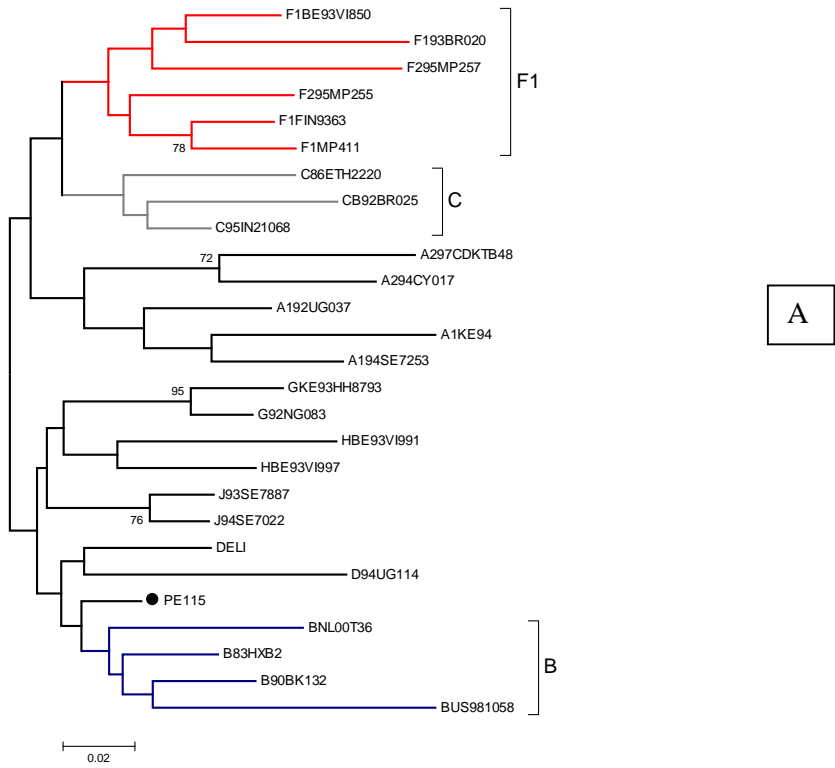 F1BE93VI850
F193BR020
F295MP257
F1
F295MP255
F1FIN9363
78
F1MP411
C86ETH2220
CB92BR025
C
C95IN21068
72
A297CDKTB48
A294CY017
A192UG037
A
A1KE94
A194SE7253
95
GKE93HH8793
G92NG083
HBE93VI991
HBE93VI997
J93SE7887
76
J94SE7022
DELI
D94UG114
PE115
BNL00T36
B83HXB2
B
B90BK132
BUS981058
0.02